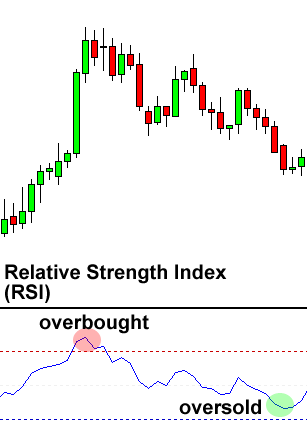 Relative Strength Index
(RSI)
overbought
oversold